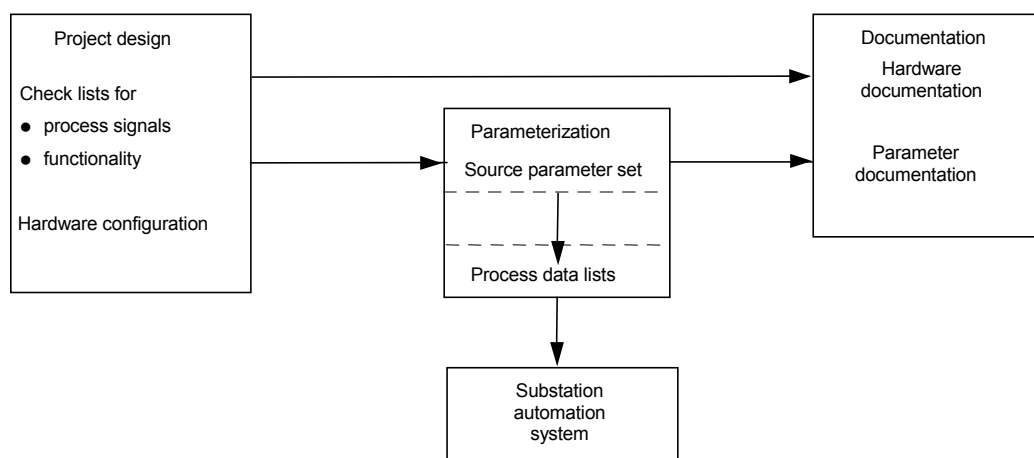 Project design
Check lists for
● process signals
● functionality
Hardware configuration
Parameterization
Source parameter set
Process data lists
Substation
automation
system
Documentation
Hardware
documentation
Parameter
documentation